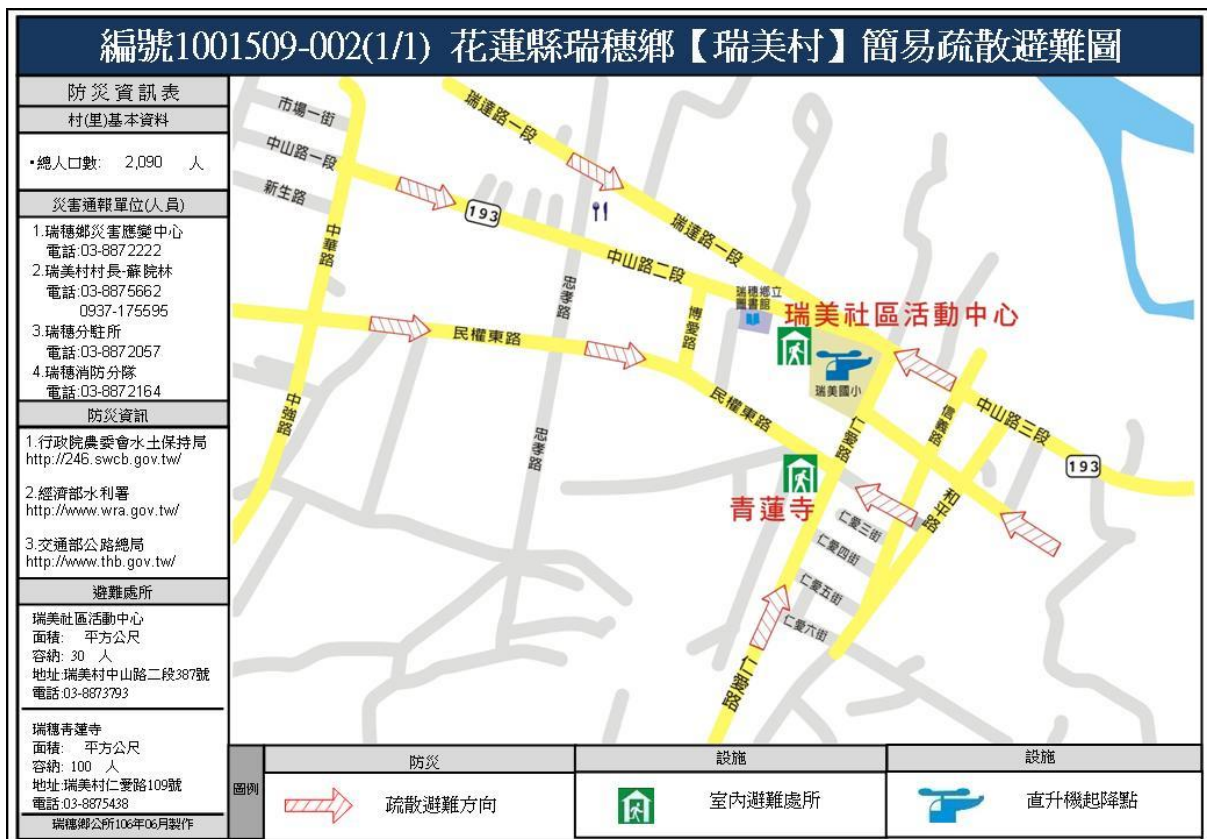 編號1001509-002(1/1) 花蓮縣瑞穗鄉【瑞美村】簡易疏散避難圖
防災資訊表
村(里)基本資料
•總人口數: 2,090 人
災害通報單位(人員)
1.瑞穗鄉災害應變中心
電話:03-8872222
2.瑞美村村長-蘇院林
電話:03-8875662
0937-175595
3.瑞穗分駐所
電話:03-8872057
4.瑞穗消防分隊
電話:03-8872164
防災資訊
1.行政院農委會水土保持局
http://246.swcb.gov.tw/
2.經濟部水利署
http://www.wra.gov.tw/
3.交通部公路總局
http://www.thb.gov.tw/
避難處所
瑞美社區活動中心
面積: 平方公尺
容納: 30 人
地址:瑞美村中山路二段387號
電話:03-8873793
瑞穗青蓮寺
面積: 平方公尺
容納: 100 人
地址:瑞美村仁愛路109號
電話:03-8875438
瑞穗鄉公所106年06月製作
市場一街
中山路一段
新生路
中華路
中強路
瑞達路一段
193
中山路二段
瑞達路一段
忠孝路
忠孝路
民權東路
博愛路
瑞穗鄉立
圖書館
瑞美社區活動中心
瑞美國小
民權東路
仁愛路
信義路
中山路三段
193
和平路
青蓮寺
仁愛三街
仁愛四街
仁愛五街
仁愛六街
仁愛路
圖例
防災
疏散避難方向
設施
室內避難處所
設施
直升機起降點